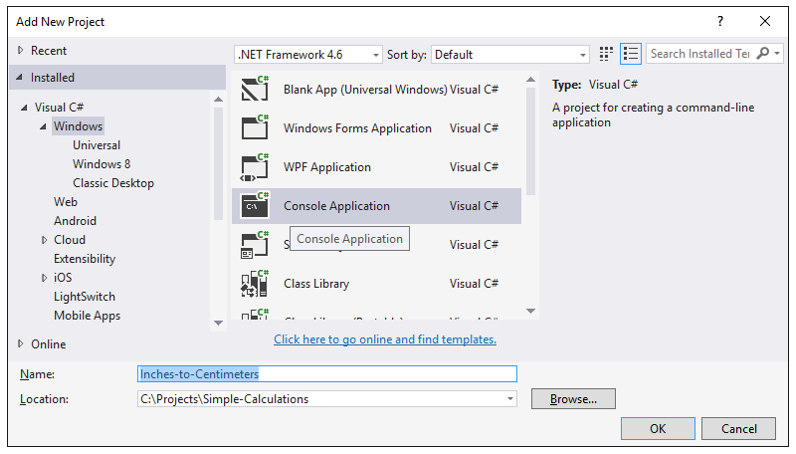 Add New Project
? 
Recent
.NET Framework 4.6 Sort by: Default Search Installed Te
Installed
Visual C#
Windows
Universal
Windows 8
Classic Desktop
Web
Android
Cloud
Extensibility
iOS
LightSwitch
Mobile Apps
Online
C# Blank App (Universal Windows) Visual C#
C# Windows Forms Application Visual C#
C# WPF Application Visual C#
C# C:\ Console Application Visual C#
Console Application
C# S Visual C#
C# Class Library Visual C#
C# Class Library (Portable) Visual C#
Click here to go online and find templates.
Type: Visual C#
A project for creating a command-line
application
Name: Inches-to-Centimeters
Location: C:\Projects\Simple-Calculations Browse...
OK Cancel